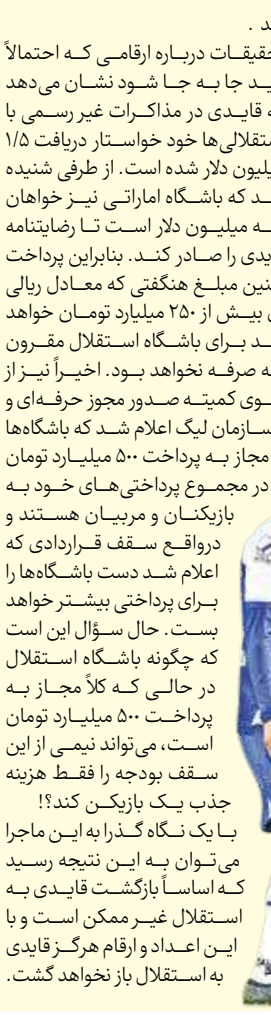 د .
حقیقات درباره ارقامی که احتمالاً
ید جا به جا شود نشان می‌دهد
ه قایدی در مذاکرات غیر رسمی با
ستقلالی‌ها خود خواستار دریافت ۱/۵
یلیون دلار شده است. از طرفی شنیده
د که باشگاه اماراتی نیز خواهان
ه میلیون دلار است تا رضایتنامه
یدی را صادر کند. بنابراین پرداخت
نین مبلغ هنگفتی که معادل ریالی
ن بیش از ۲۵۰ میلیارد تومان خواهد
د برای باشگاه استقلال مقرون
ه صرفه نخواهد بود. اخیراً نیز از
وی کمیته صدور مجوز حرفه‌ای و
سازمان لیگ اعلام شد که باشگاه‌ها
مجاز به پرداخت ۵۰۰ میلیارد تومان
در مجموع پرداختی‌های خود به
بازیکنان و مربیان هستند و
درواقع سقف قراردادی که
اعلام شد دست باشگاه‌ها را
برای پرداختی بیشتر خواهد
بست. حال سؤال این است
که چگونه باشگاه استقلال
در حالی که کلاً مجاز به
پرداخت ۵۰۰ میلیارد تومان
است، می‌تواند نیمی از این
سقف بودجه را فقط هزینه
جذب یک بازیکن کند؟!
با یک نگاه گذرا به این ماجرا
می‌توان به این نتیجه رسید
که اساساً بازگشت قایدی به
استقلال غیر ممکن است و با
این اعداد و ارقام هرگز قایدی
به استقلال باز نخواهد گشت.